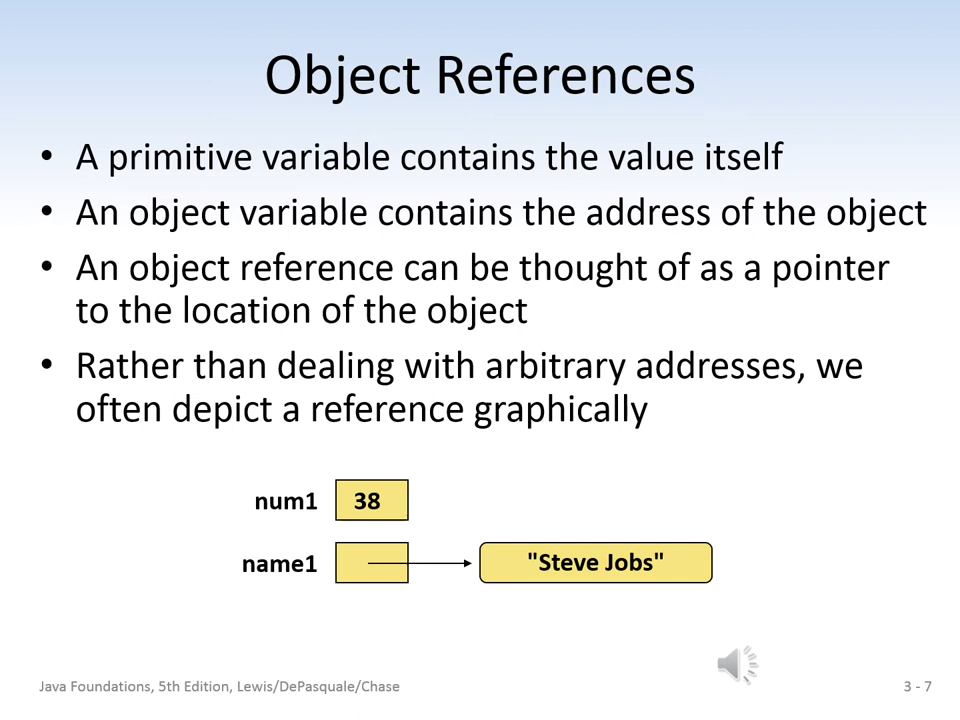 Object References
• A primitive variable contains the value itself
• An object variable contains the address of the object
• An object reference can be thought of as a pointer
to the location of the object
• Rather than dealing with arbitrary addresses, we
often depict a reference graphically
num1 38
name1 "Steve Jobs"
Java Foundations, 5th Edition, Lewis/DePasquale/Chase 3 - 7